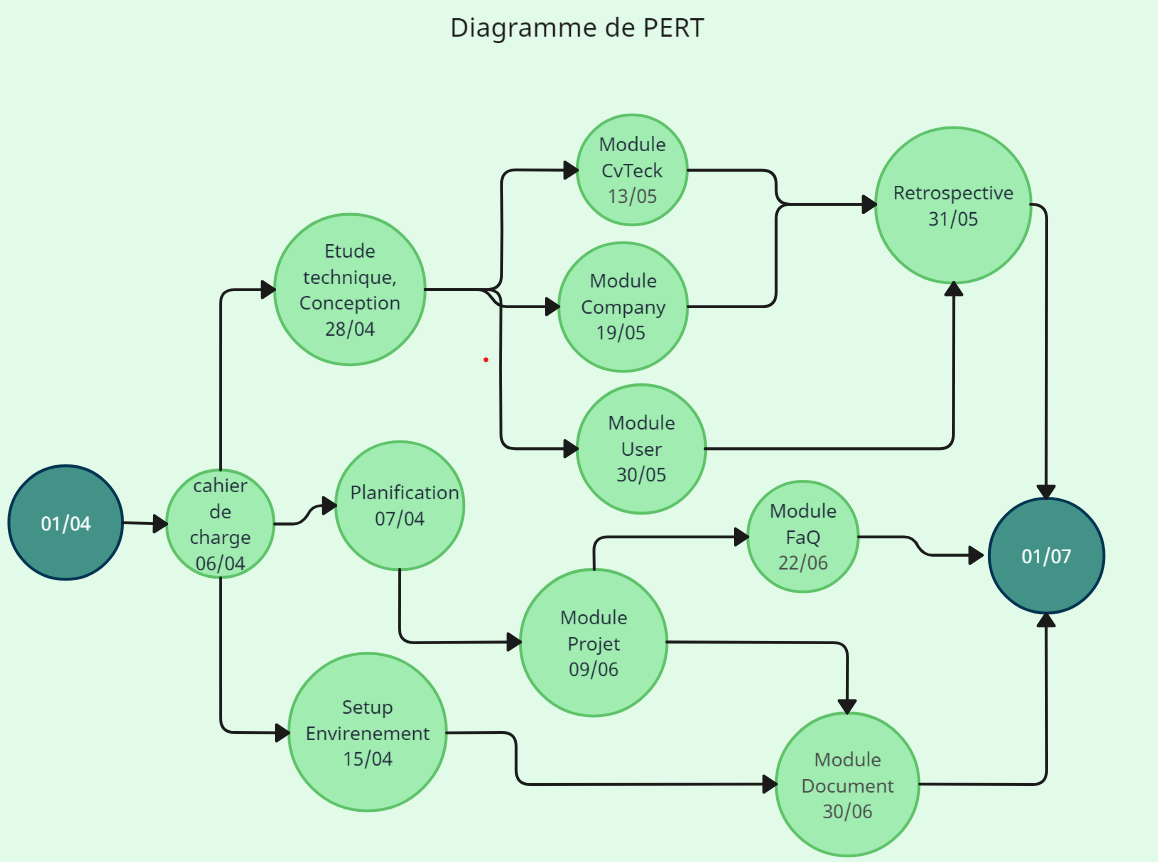 Diagramme de PERT
Module
CvTeck
13/05
Retrospective
31/05
Etude
technique,
Conception
28/04
Module
Company
19/05
Module
User
30/05
01/04
cahier
de
charge
06/04
Planification
07/04
Module
FaQ
22/06
01/07
Module
Projet
09/06
Setup
Envirenement
15/04
Module
Document
30/06